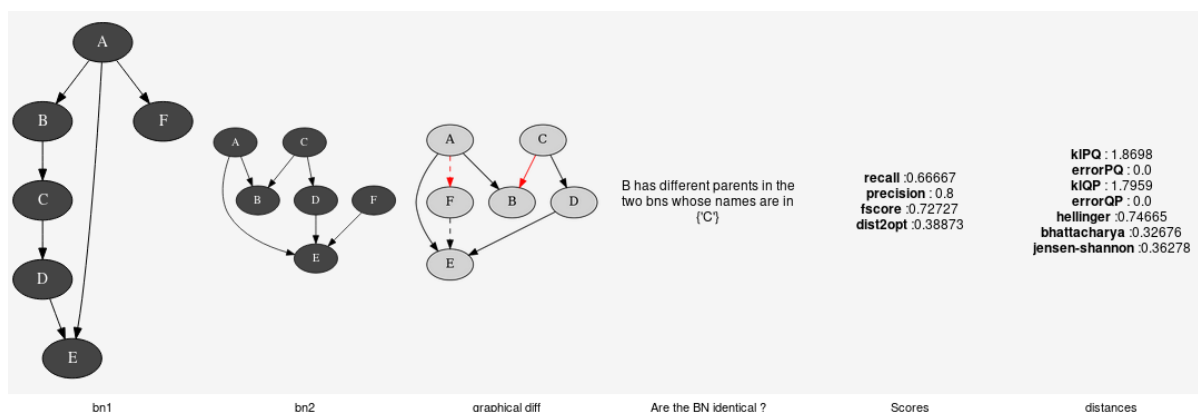 A
B
F
C
D
E
A
C
B
D
F
E
A
C
F
B
D
E
B has different parents in the
two bns whose names are in
{'C'}
recall :0.66667
precision : 0.8
fscore :0.72727
dist2opt :0.38873
klPQ : 1.8698
errorPQ : 0.0
klQP : 1.7959
errorQP : 0.0
hellinger :0.74665
bhattacharya :0.32676
jensen-shannon :0.36278
bn1
bn2
graphical diff
Are the BN identical ?
Scores
distances